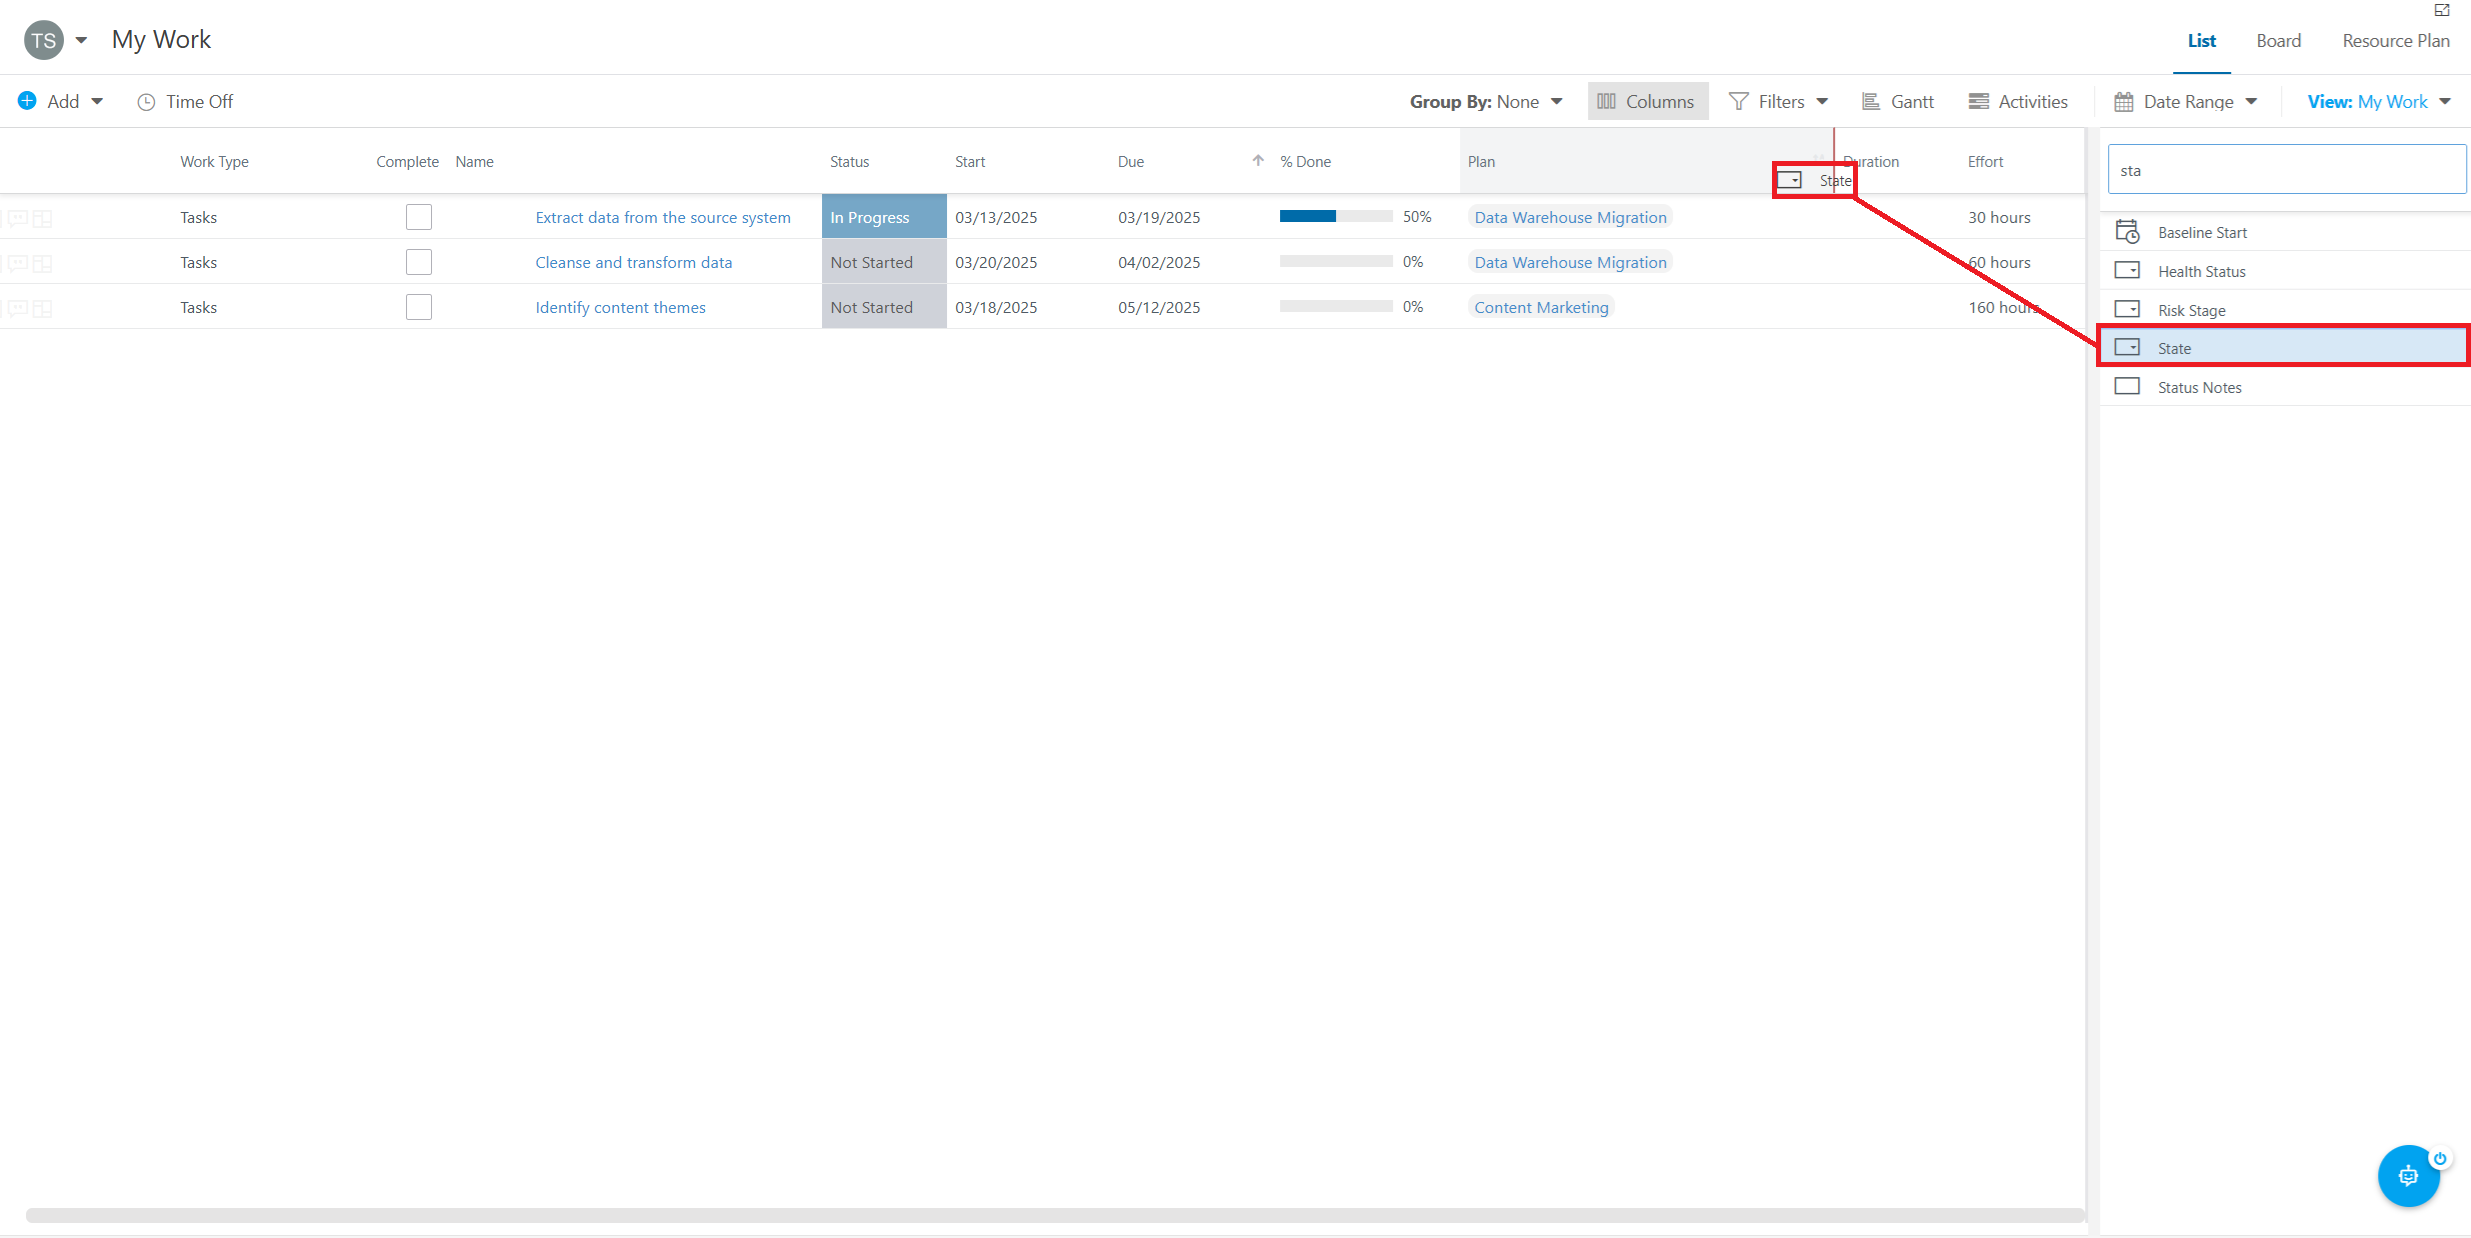 TS My Work List Board Resource Plan
Add Time Off Group By: None Columns Filters Gantt Activities Date Range View: My Work
Work Type Complete Name Status Start Due % Done Plan Duration Effort
State
Tasks Extract data from the source system In Progress 03/13/2025 03/19/2025 50% Data Warehouse Migration 30 hours
Tasks Cleanse and transform data Not Started 03/20/2025 04/02/2025 0% Data Warehouse Migration 60 hours
Tasks Identify content themes Not Started 03/18/2025 05/12/2025 0% Content Marketing 160 hours
sta
Baseline Start
Health Status
Risk Stage
State
Status Notes